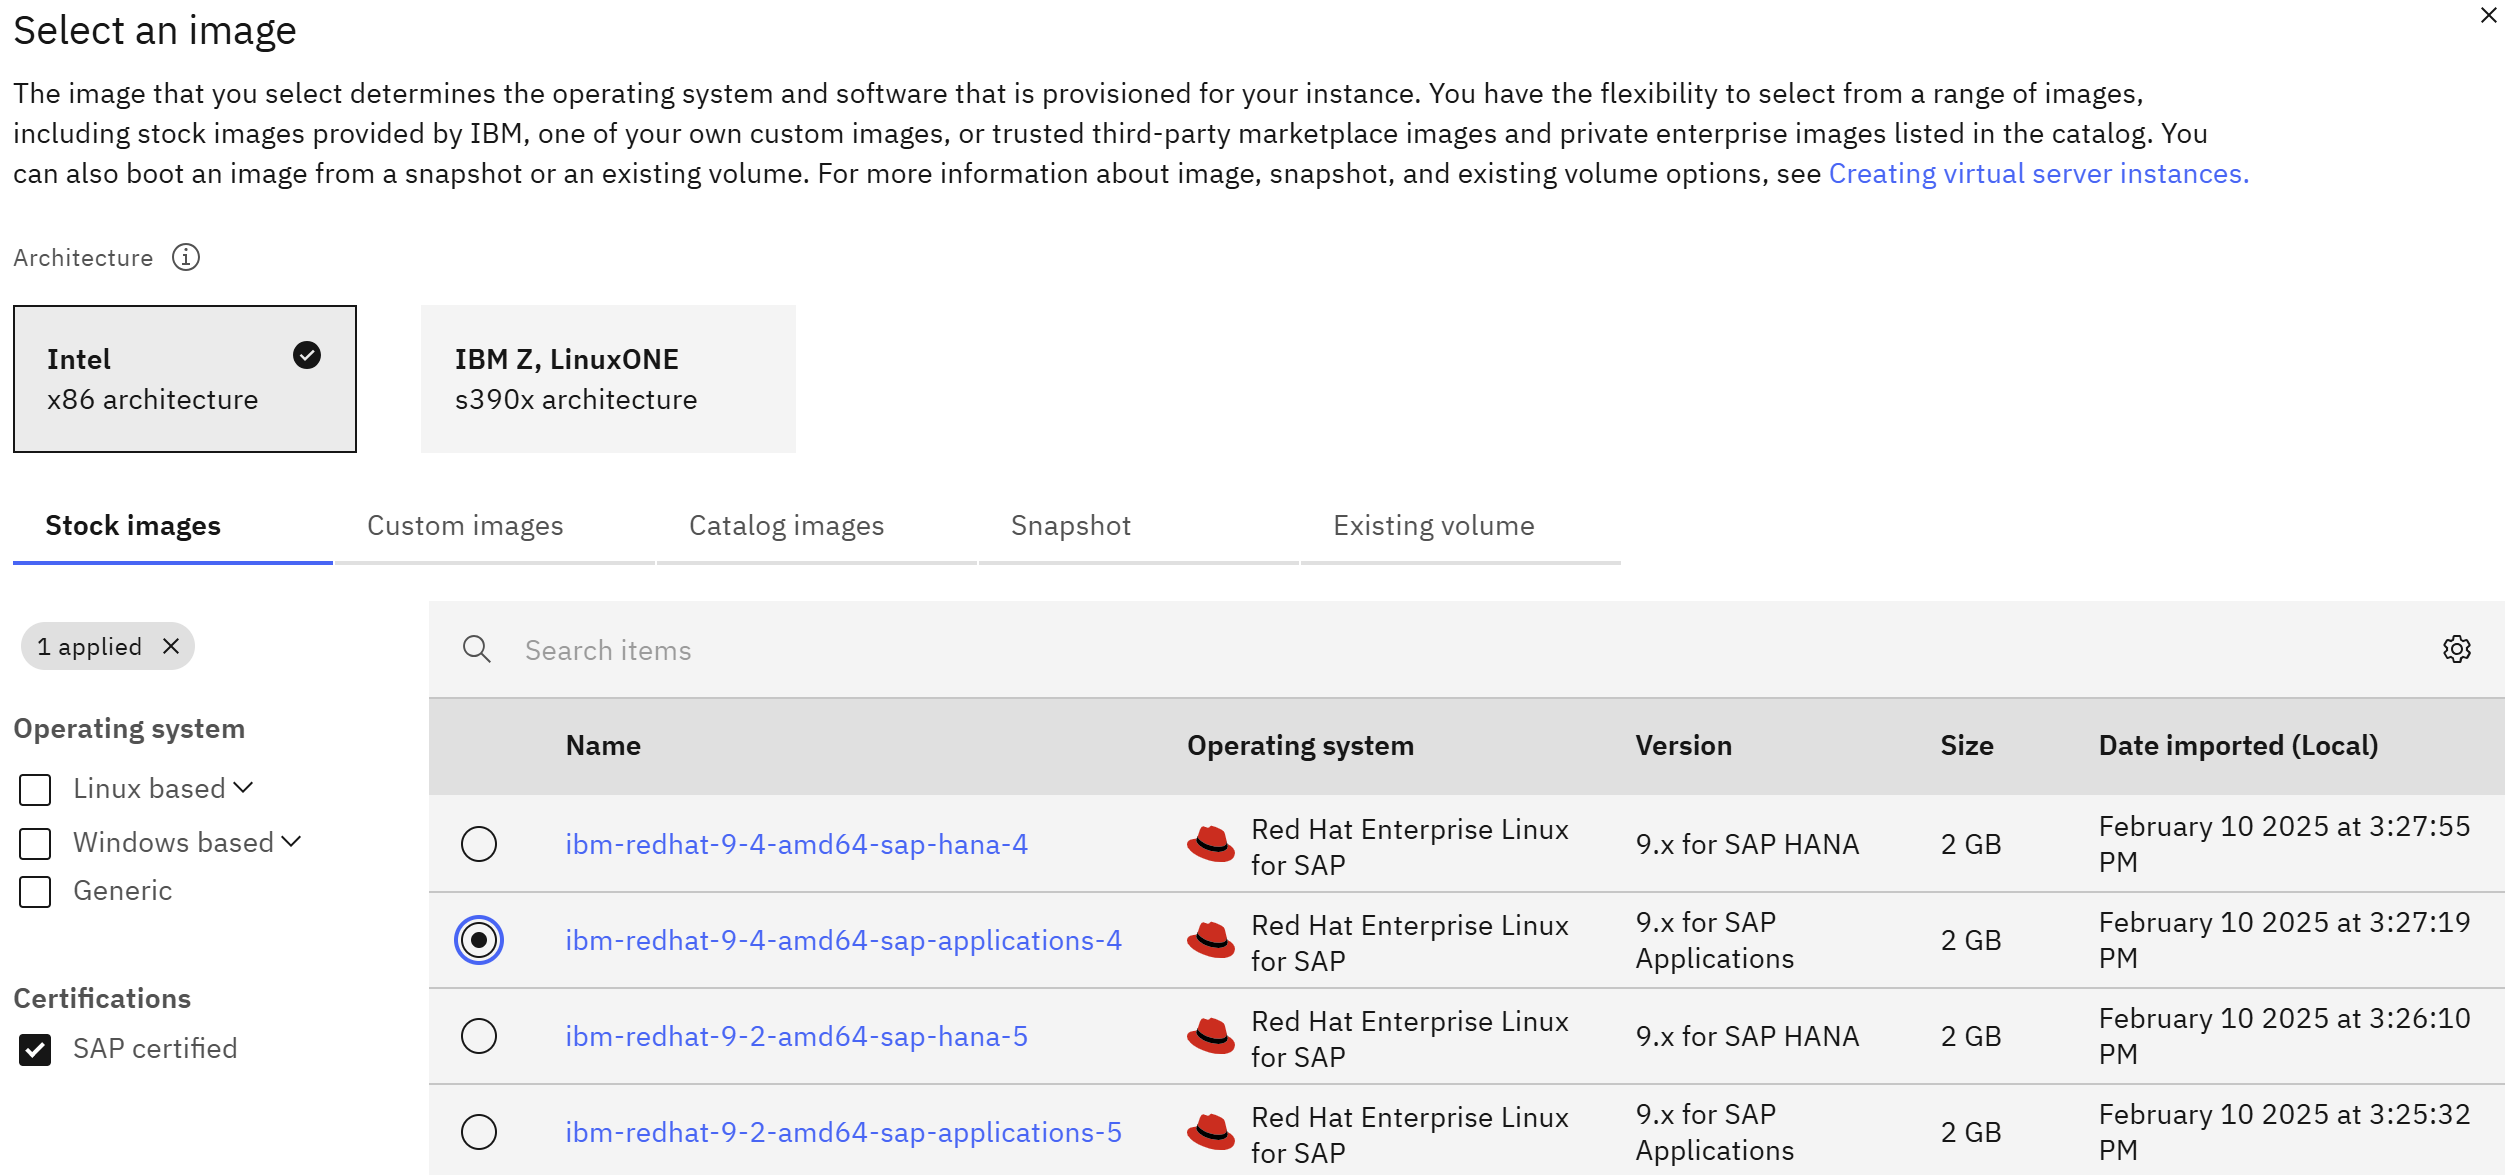 Select an image
The image that you select determines the operating system and software that is provisioned for your instance. You have the flexibility to select from a range of images,
including stock images provided by IBM, one of your own custom images, or trusted third-party marketplace images and private enterprise images listed in the catalog. You
can also boot an image from a snapshot or an existing volume. For more information about image, snapshot, and existing volume options, see Creating virtual server instances.
Architecture
Intel
x86 architecture
IBM Z, LinuxONE
s390x architecture
Stock images
Custom images
Catalog images
Snapshot
Existing volume
1 applied
Operating system
Linux based
Windows based
Generic
Certifications
SAP certified
Search items
Name
Operating system
Version
Size
Date imported (Local)
ibm-redhat-9-4-amd64-sap-hana-4
Red Hat Enterprise Linux
for SAP
9.x for SAP HANA
2 GB
February 10 2025 at 3:27:55
PM
ibm-redhat-9-4-amd64-sap-applications-4
Red Hat Enterprise Linux
for SAP
9.x for SAP
Applications
2 GB
February 10 2025 at 3:27:19
PM
ibm-redhat-9-2-amd64-sap-hana-5
Red Hat Enterprise Linux
for SAP
9.x for SAP HANA
2 GB
February 10 2025 at 3:26:10
PM
ibm-redhat-9-2-amd64-sap-applications-5
Red Hat Enterprise Linux
for SAP
9.x for SAP
Applications
2 GB
February 10 2025 at 3:25:32
PM